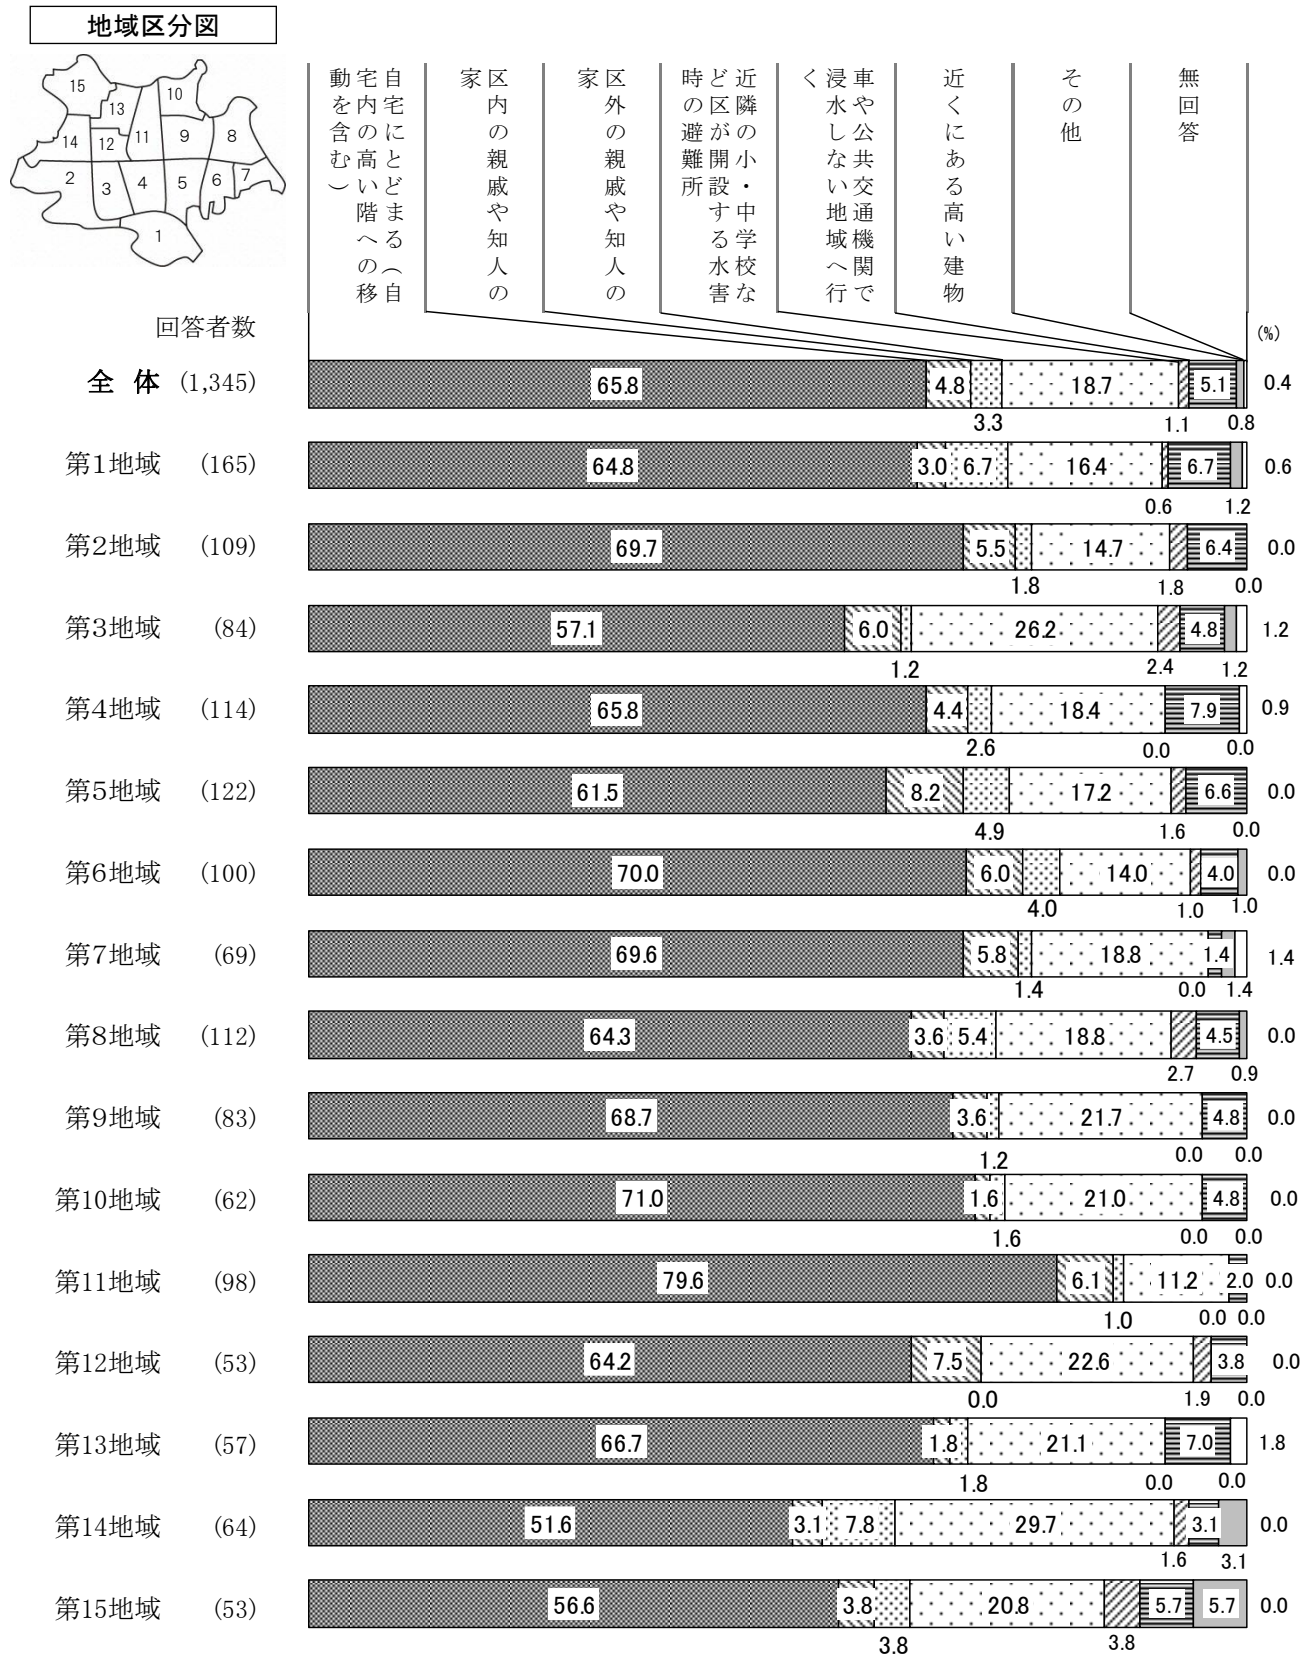 地域区分図
15
13
10
14
12
11
9
8
2
3
4
5
6
7
1
自宅にとどまる（自
宅内の高い階への移
動を含む）
区内の親戚や知人の
家
区外の親戚や知人の
家
近隣の小・中学校な
ど区が開設する水害
時の避難所
車や公共交通機関で
浸水しない地域へ行
く
近くにある高い建物
その他
無回答
回答者数
(%)
全 体 (1,345) 65.8 4.8 18.7 5.1 0.4
3.3 1.1 0.8
第1地域 (165) 64.8 3.0 6.7 16.4 6.7 0.6
0.6 1.2
第2地域 (109) 69.7 5.5 14.7 6.4 0.0
1.8 1.8 0.0
第3地域 (84) 57.1 6.0 26.2 4.8 1.2
1.2 2.4 1.2
第4地域 (114) 65.8 4.4 18.4 7.9 0.9
2.6 0.0 0.0
第5地域 (122) 61.5 8.2 17.2 6.6 0.0
4.9 1.6 0.0
第6地域 (100) 70.0 6.0 14.0 4.0 0.0
4.0 1.0 1.0
第7地域 (69) 69.6 5.8 18.8 1.4 1.4
1.4 0.0 1.4
第8地域 (112) 64.3 3.6 5.4 18.8 4.5 0.0
2.7 0.9
第9地域 (83) 68.7 3.6 21.7 4.8 0.0
1.2 0.0 0.0
第10地域 (62) 71.0 1.6 21.0 4.8 0.0
1.6 0.0 0.0
第11地域 (98) 79.6 6.1 11.2 2.0 0.0
1.0 0.0 0.0
第12地域 (53) 64.2 7.5 22.6 3.8 0.0
0.0 1.9 0.0
第13地域 (57) 66.7 1.8 21.1 7.0 1.8
1.8 0.0 0.0
第14地域 (64) 51.6 3.1 7.8 29.7 3.1 0.0
1.6 3.1
第15地域 (53) 56.6 3.8 20.8 5.7 5.7 0.0
3.8 3.8